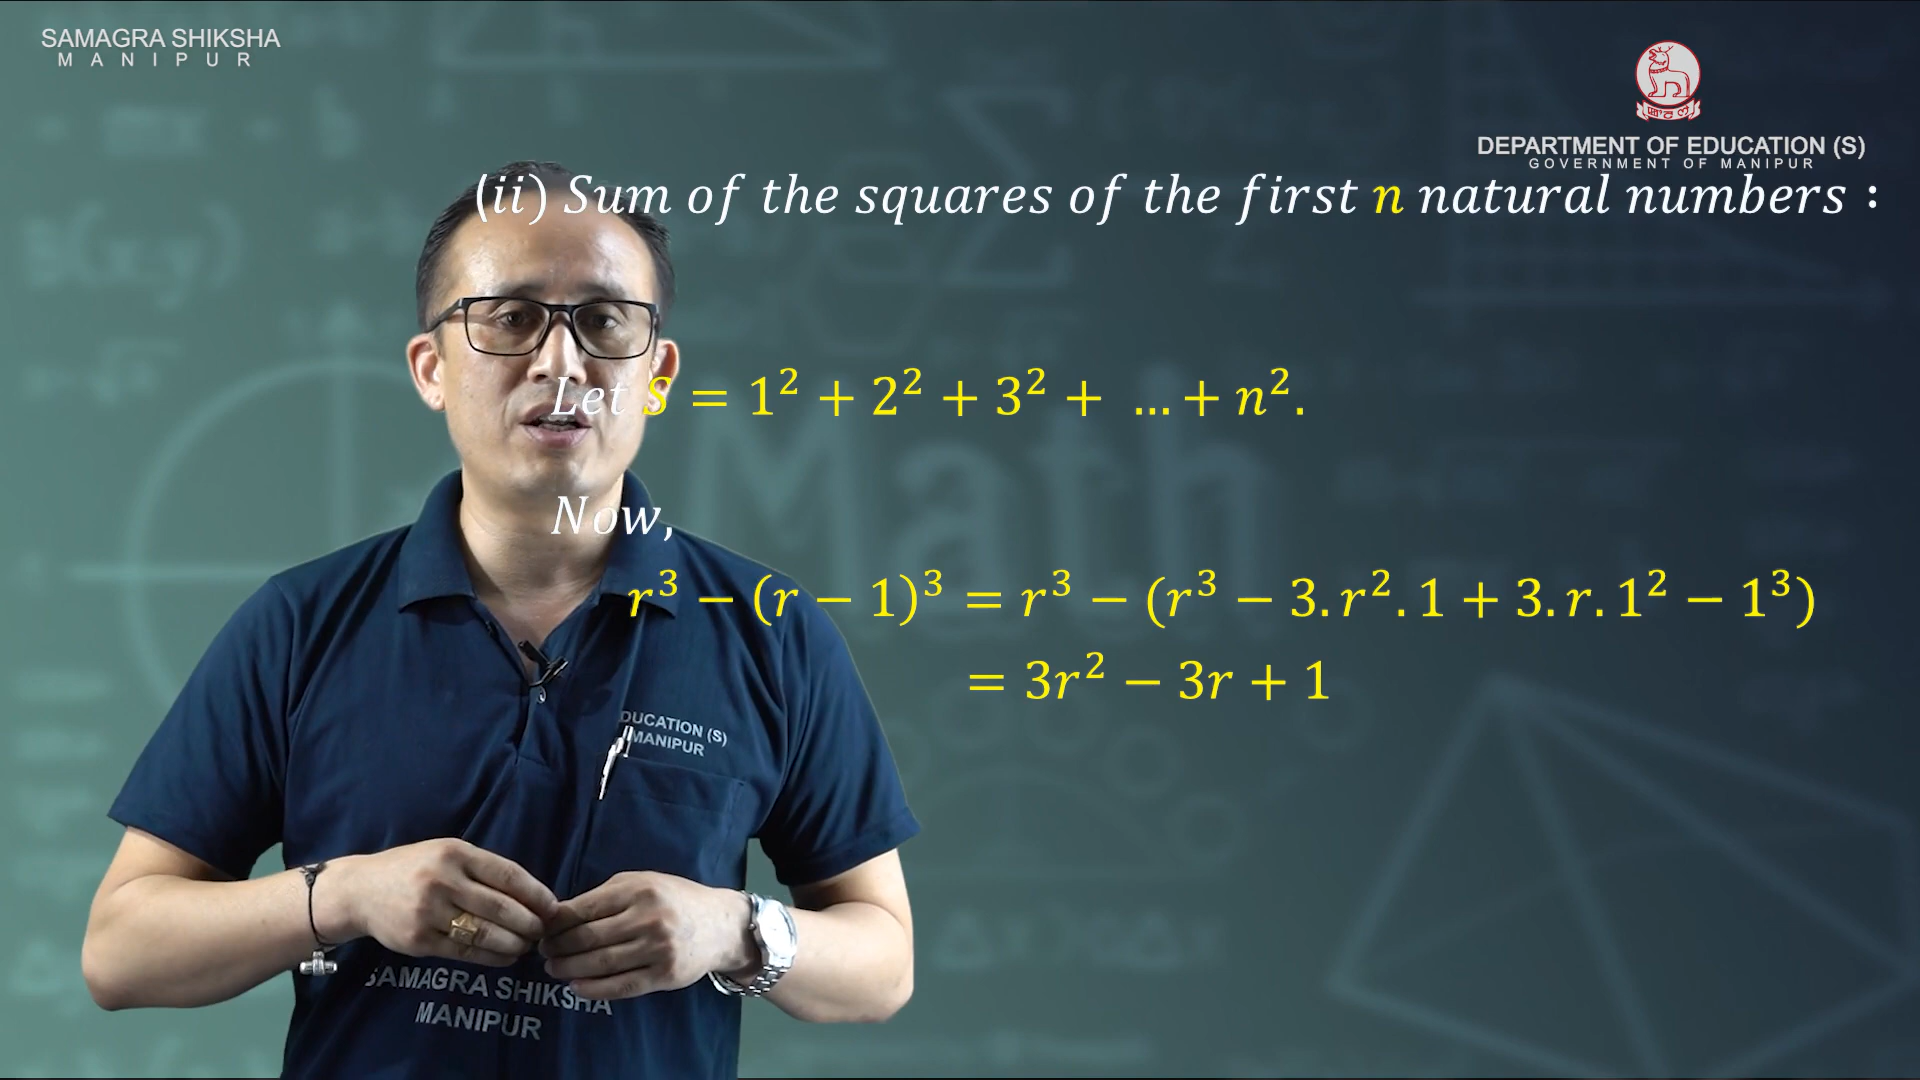 SAMAGRA SHIKSHA
MANIPUR
DEPARTMENT OF EDUCATION (S)
GOVERNMENT OF MANIPUR
(ii) Sum of the squares of the first n natural numbers :
Let S = 1² + 2² + 3² + ... + n².
Now,
r³ − (r − 1)³ = r³ − (r³ − 3.r².1 + 3.r.1² − 1³)
= 3r² − 3r + 1
DUCATION (S)
MANIPUR
SAMAGRA SHIKSHA
MANIPUR
Math